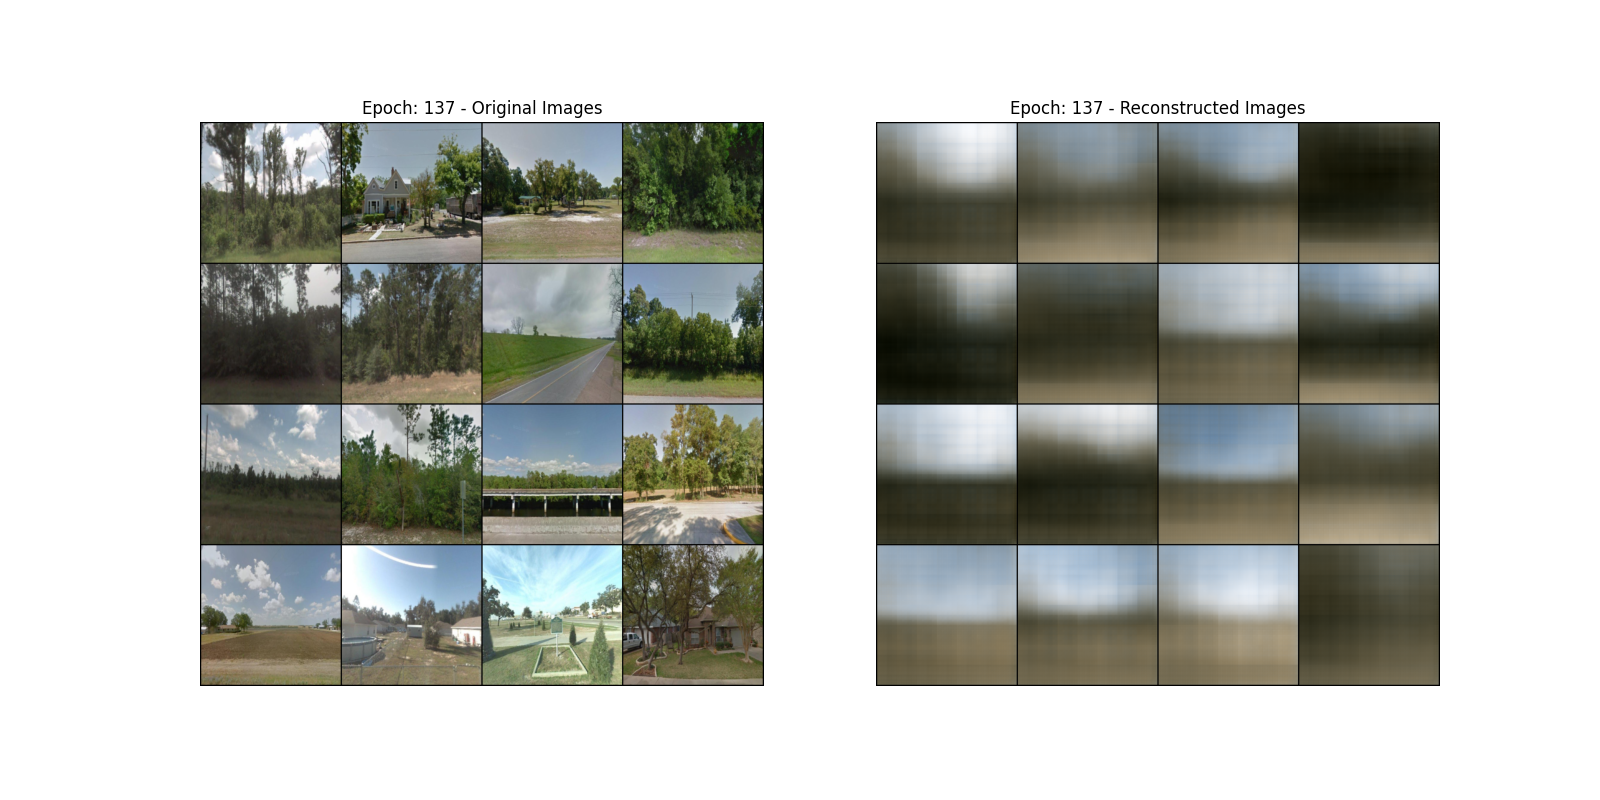 Epoch: 137 - Original Images
Epoch: 137 - Reconstructed Images